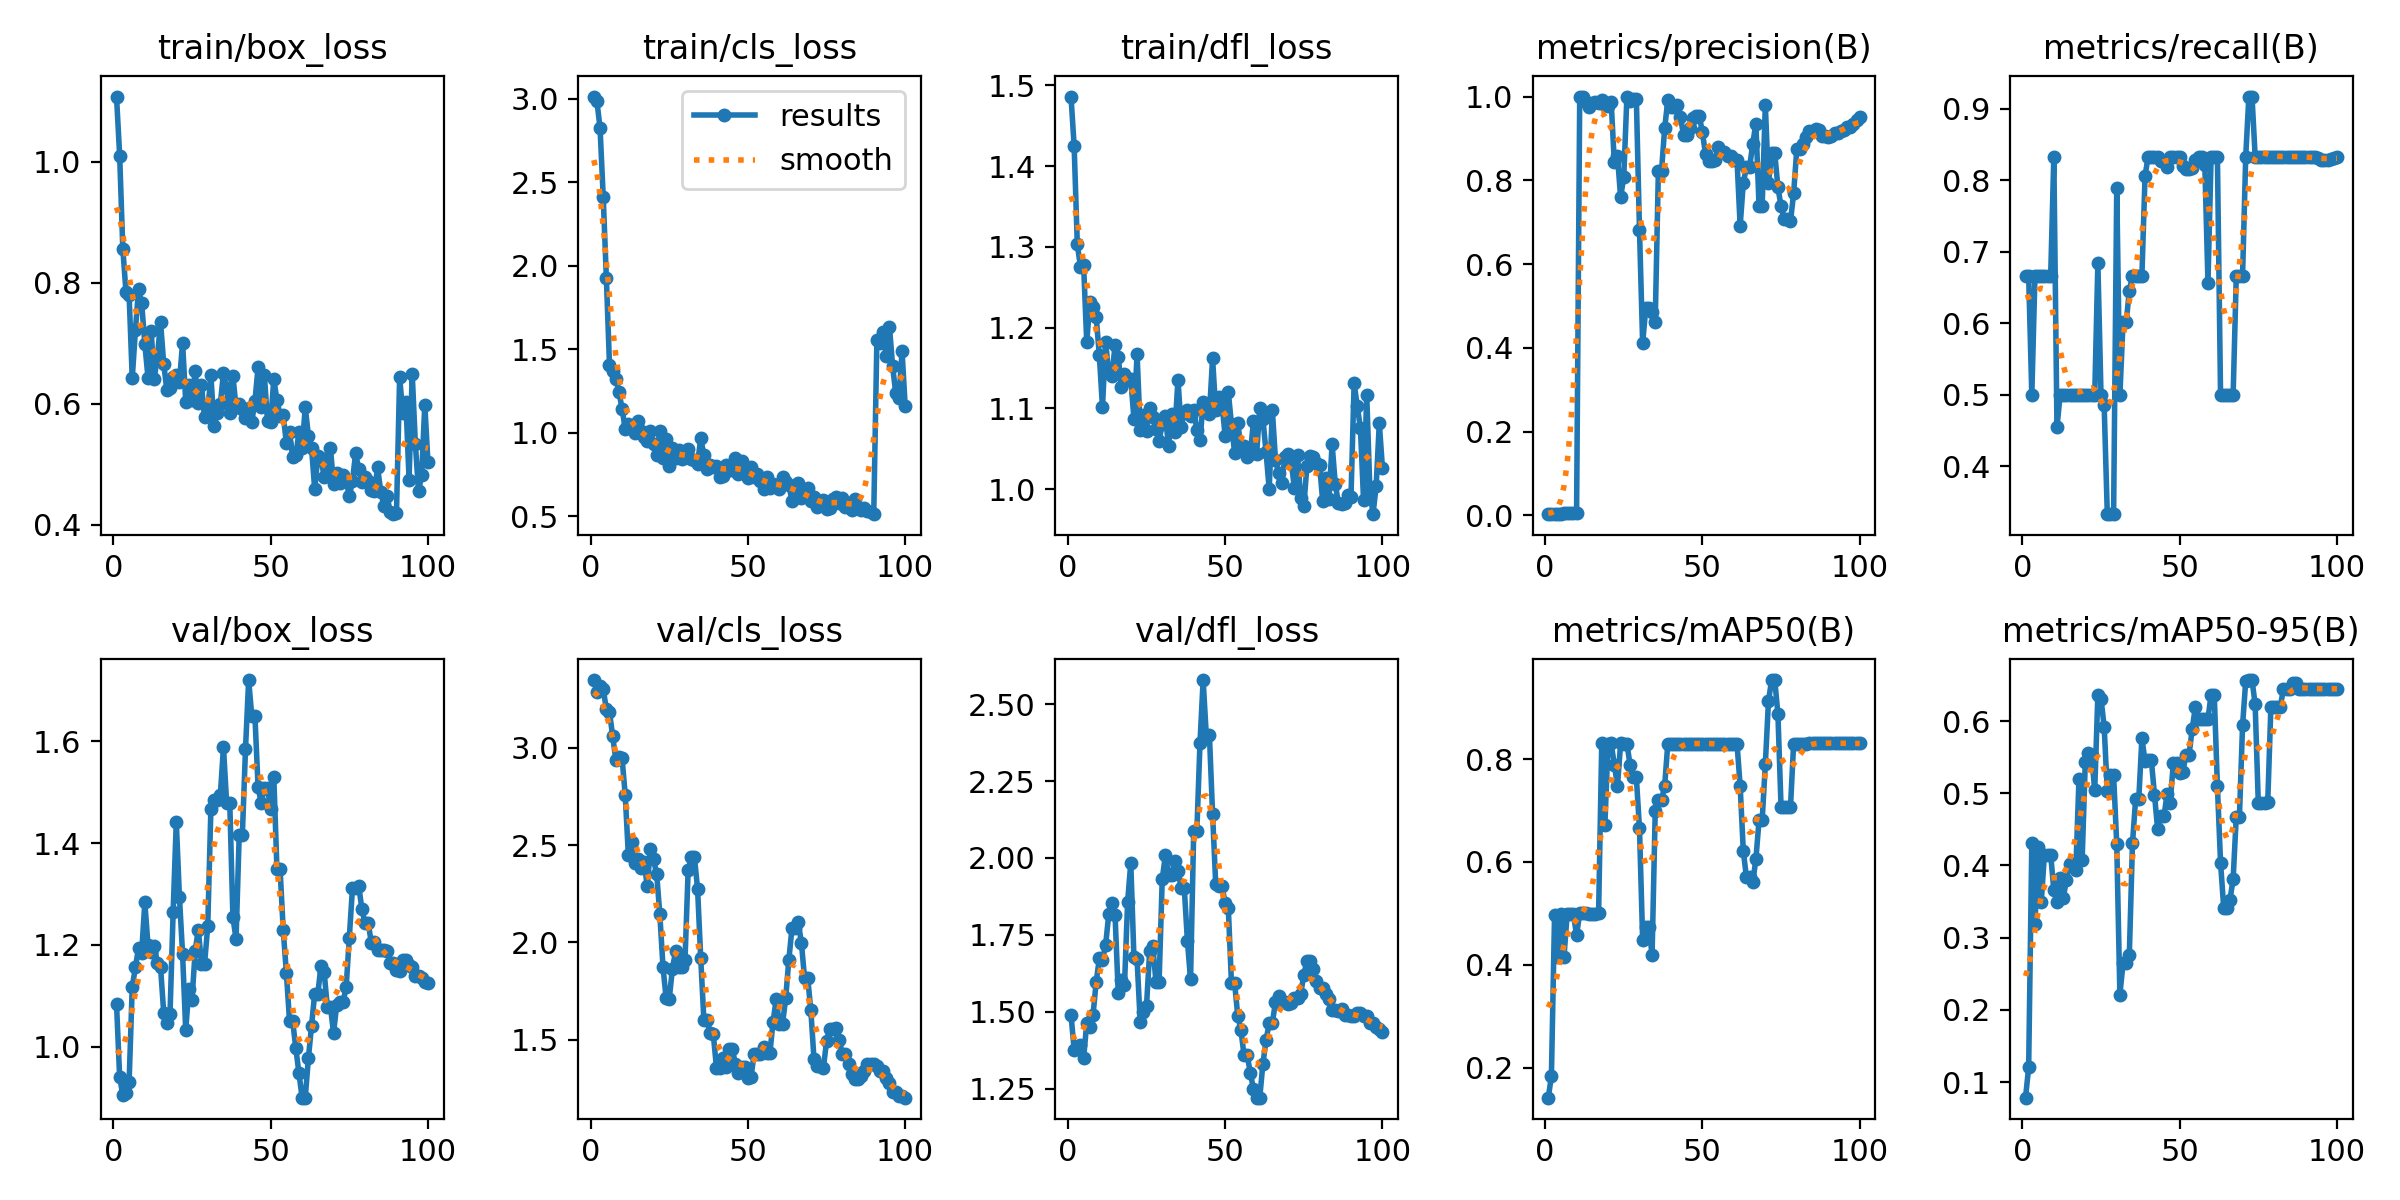 train/box_loss
1.0
0.8
0.6
0.4
0 50 100
train/cls_loss
results
smooth
3.0
2.5
2.0
1.5
1.0
0.5
0 50 100
train/dfl_loss
1.5
1.4
1.3
1.2
1.1
1.0
0 50 100
metrics/precision(B)
1.0
0.8
0.6
0.4
0.2
0.0
0 50 100
metrics/recall(B)
0.9
0.8
0.7
0.6
0.5
0.4
0 50 100
val/box_loss
1.6
1.4
1.2
1.0
0 50 100
val/cls_loss
3.0
2.5
2.0
1.5
0 50 100
val/dfl_loss
2.50
2.25
2.00
1.75
1.50
1.25
0 50 100
metrics/mAP50(B)
0.8
0.6
0.4
0.2
0 50 100
metrics/mAP50-95(B)
0.6
0.5
0.4
0.3
0.2
0.1
0 50 100